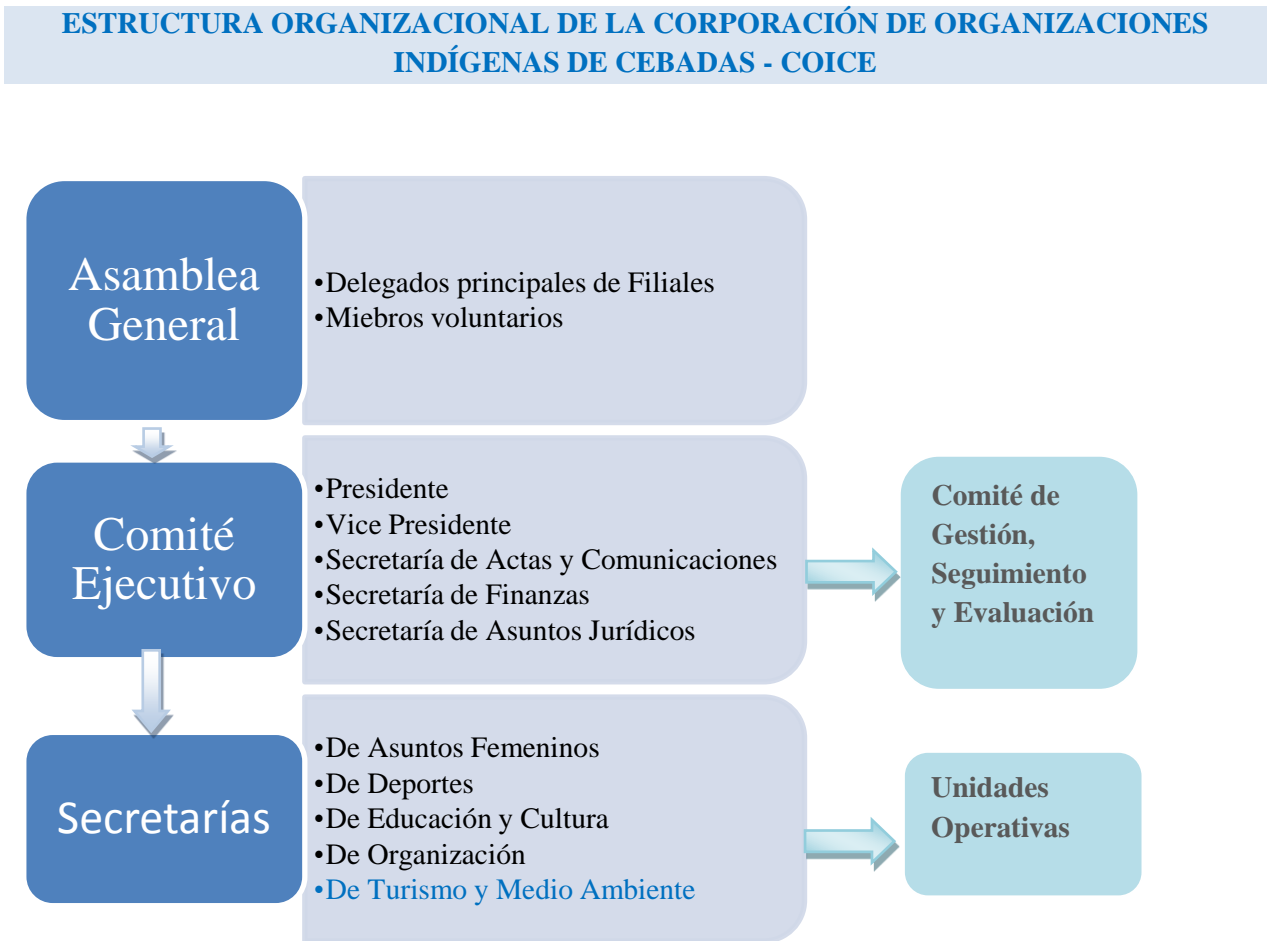 ESTRUCTURA ORGANIZACIONAL DE LA CORPORACIÓN DE ORGANIZACIONES
INDÍGENAS DE CEBADAS - COICE
Asamblea
General
•Delegados principales de Filiales
•Miebros voluntarios
Comité
Ejecutivo
•Presidente
•Vice Presidente
•Secretaría de Actas y Comunicaciones
•Secretaría de Finanzas
•Secretaría de Asuntos Jurídicos
Comité de
Gestión,
Seguimiento
y Evaluación
Secretarías
•De Asuntos Femeninos
•De Deportes
•De Educación y Cultura
•De Organización
•De Turismo y Medio Ambiente
Unidades
Operativas